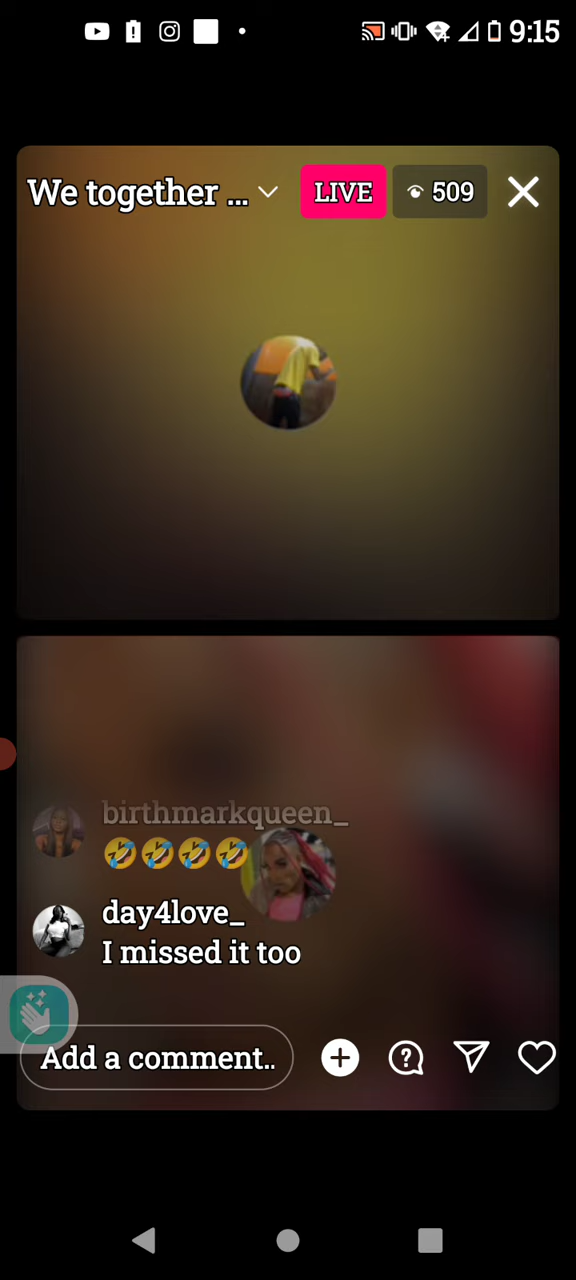 9:15
We together ...
LIVE
509
birthmarkqueen_
🤣🤣🤣🤣
day4love_
I missed it too
Add a comment..